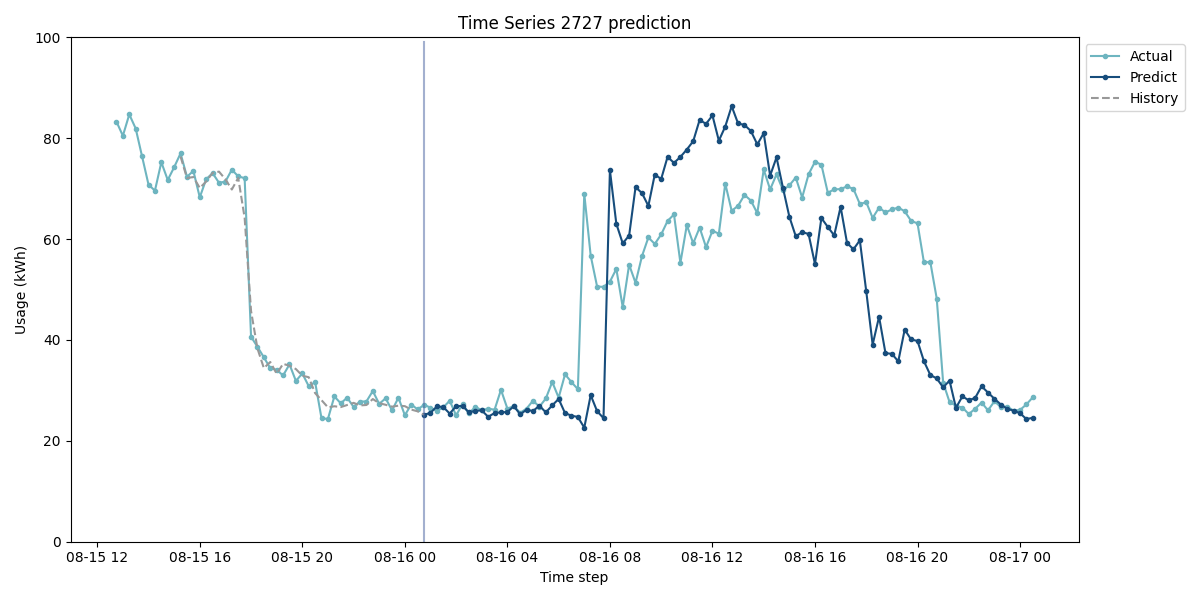 Time Series 2727 prediction
100
80
60
40
20
0
Usage (kWh)
08-15 12
08-15 16
08-15 20
08-16 00
08-16 04
08-16 08
08-16 12
08-16 16
08-16 20
08-17 00
Time step
Actual
Predict
History